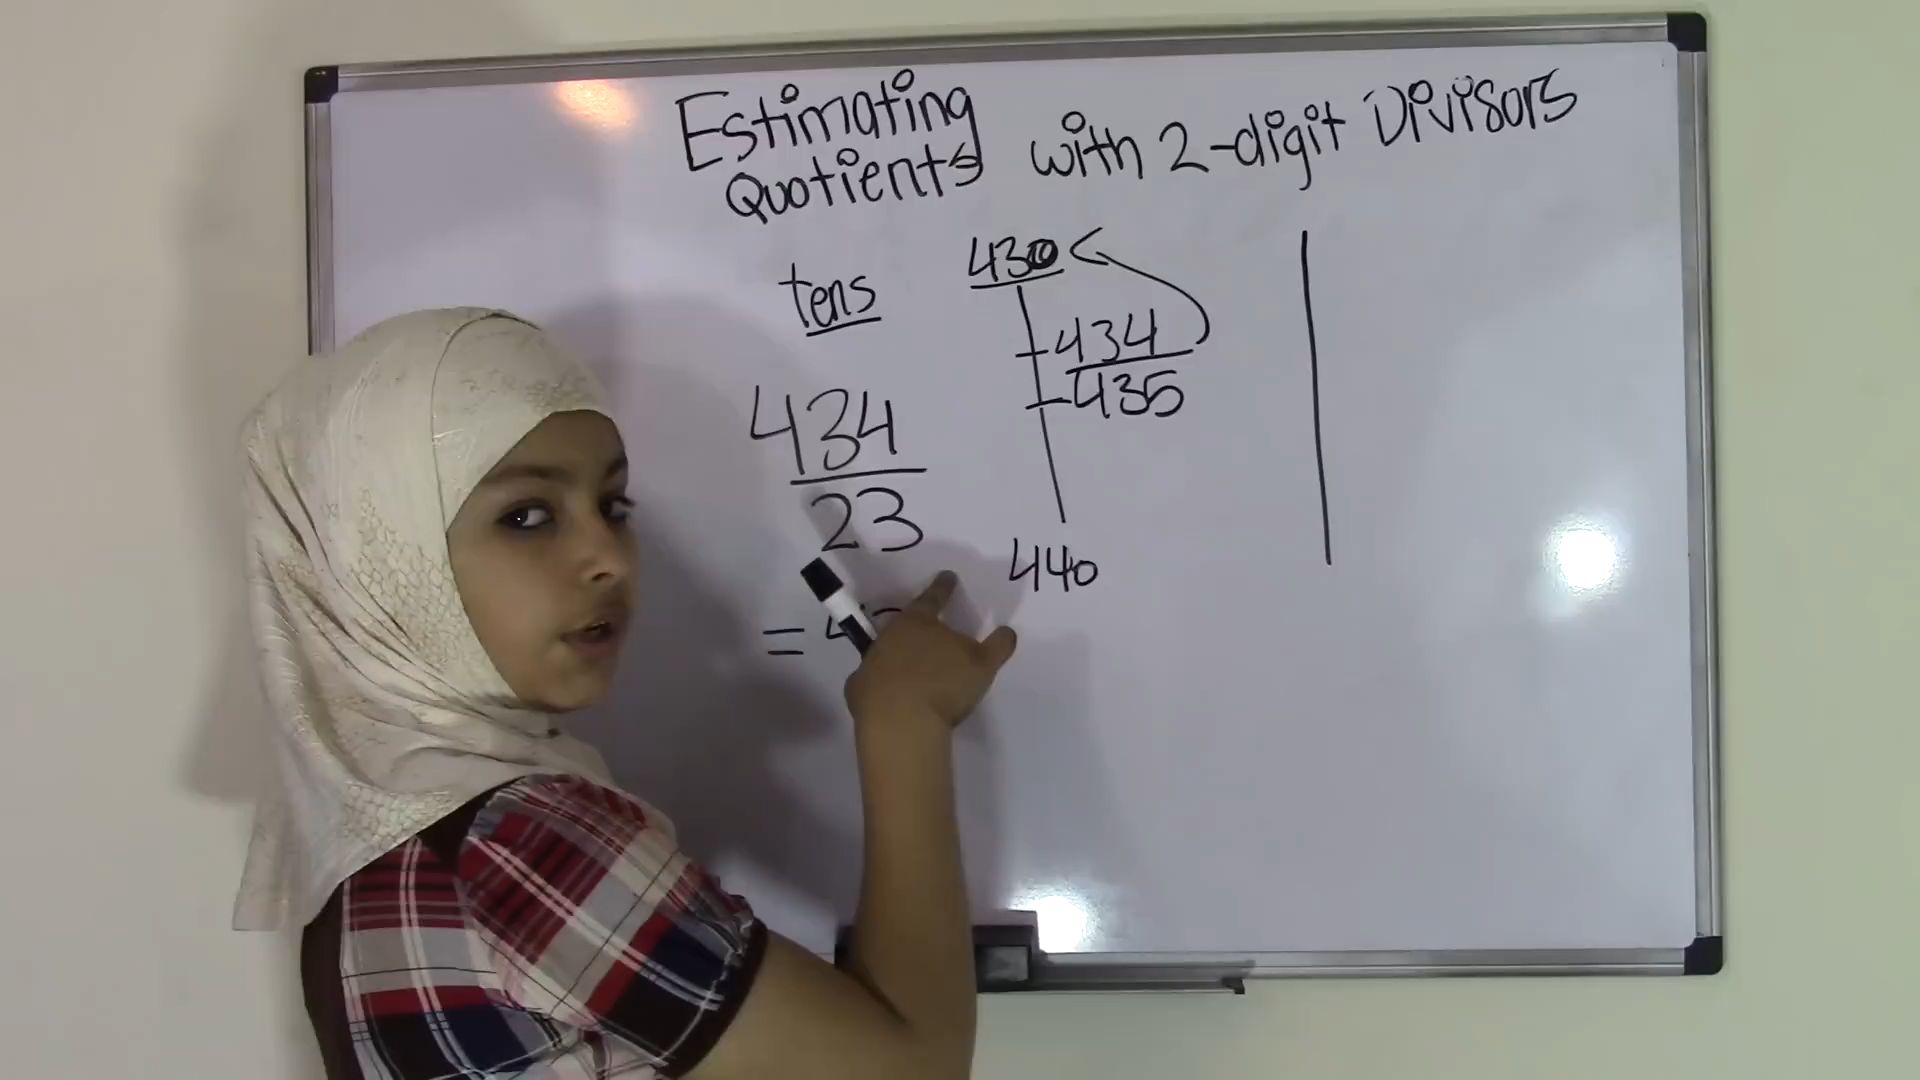 Estimating
Quotients with 2-digit Divisors
tens
434
23
=
430
434
435
440